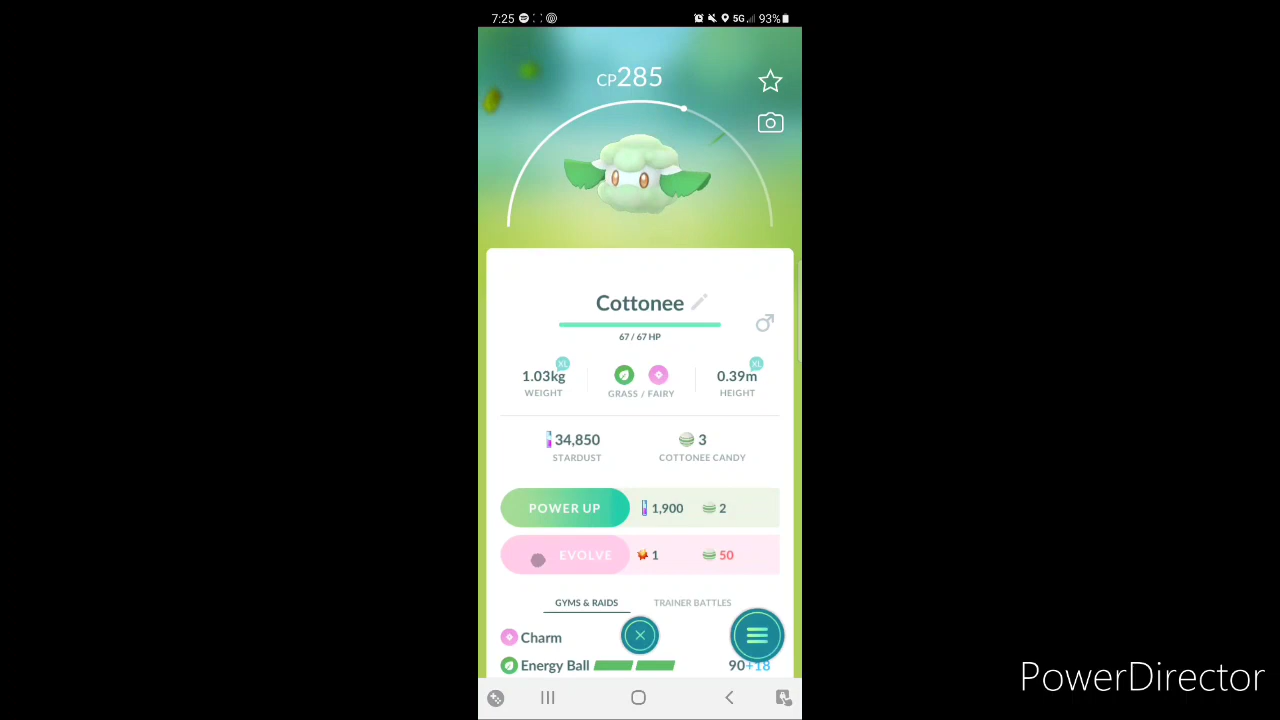 7:25 5G 93%
CP285
Cottonee
67 / 67 HP
XL XL
1.03kg 0.39m
WEIGHT GRASS / FAIRY HEIGHT
34,850 3
STARDUST COTTONEE CANDY
POWER UP 1,900 2
EVOLVE 1 50
GYMS & RAIDS TRAINER BATTLES
Charm
Energy Ball 90+18
PowerDirector